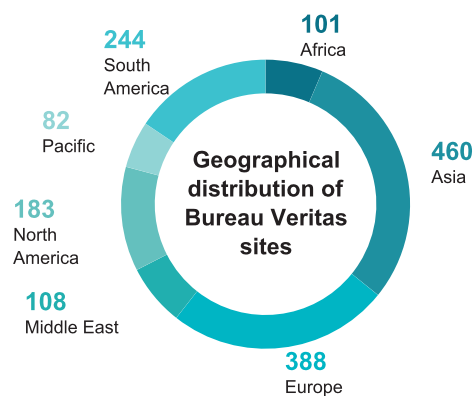 101
Africa
244
South
America
460
Asia
82
Pacific
Geographical
distribution of
Bureau Veritas
sites
183
North
America
108
Middle East
388
Europe